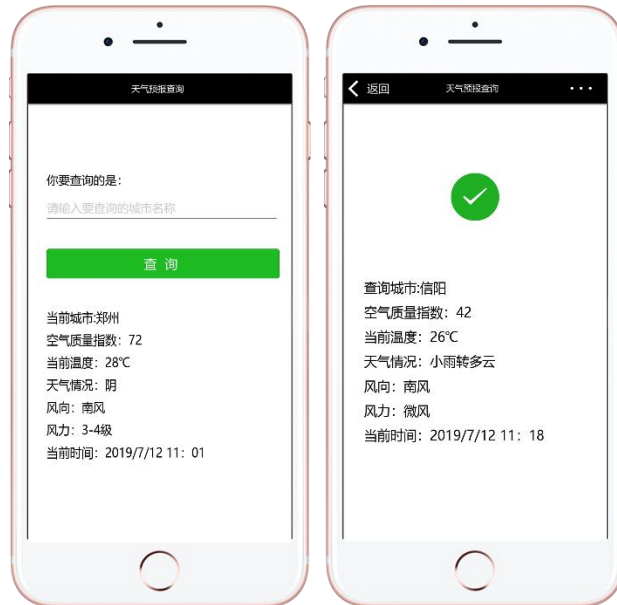 天气预报查询
你要查询的是：
请输入要查询的城市名称
查 询
当前城市:郑州
空气质量指数：72
当前温度：28℃
天气情况：阴
风向：南风
风力：3-4级
当前时间：2019/7/12 11：01
返回
天气预报查询
查询城市:信阳
空气质量指数：42
当前温度：26℃
天气情况：小雨转多云
风向：南风
风力：微风
当前时间：2019/7/12 11：18